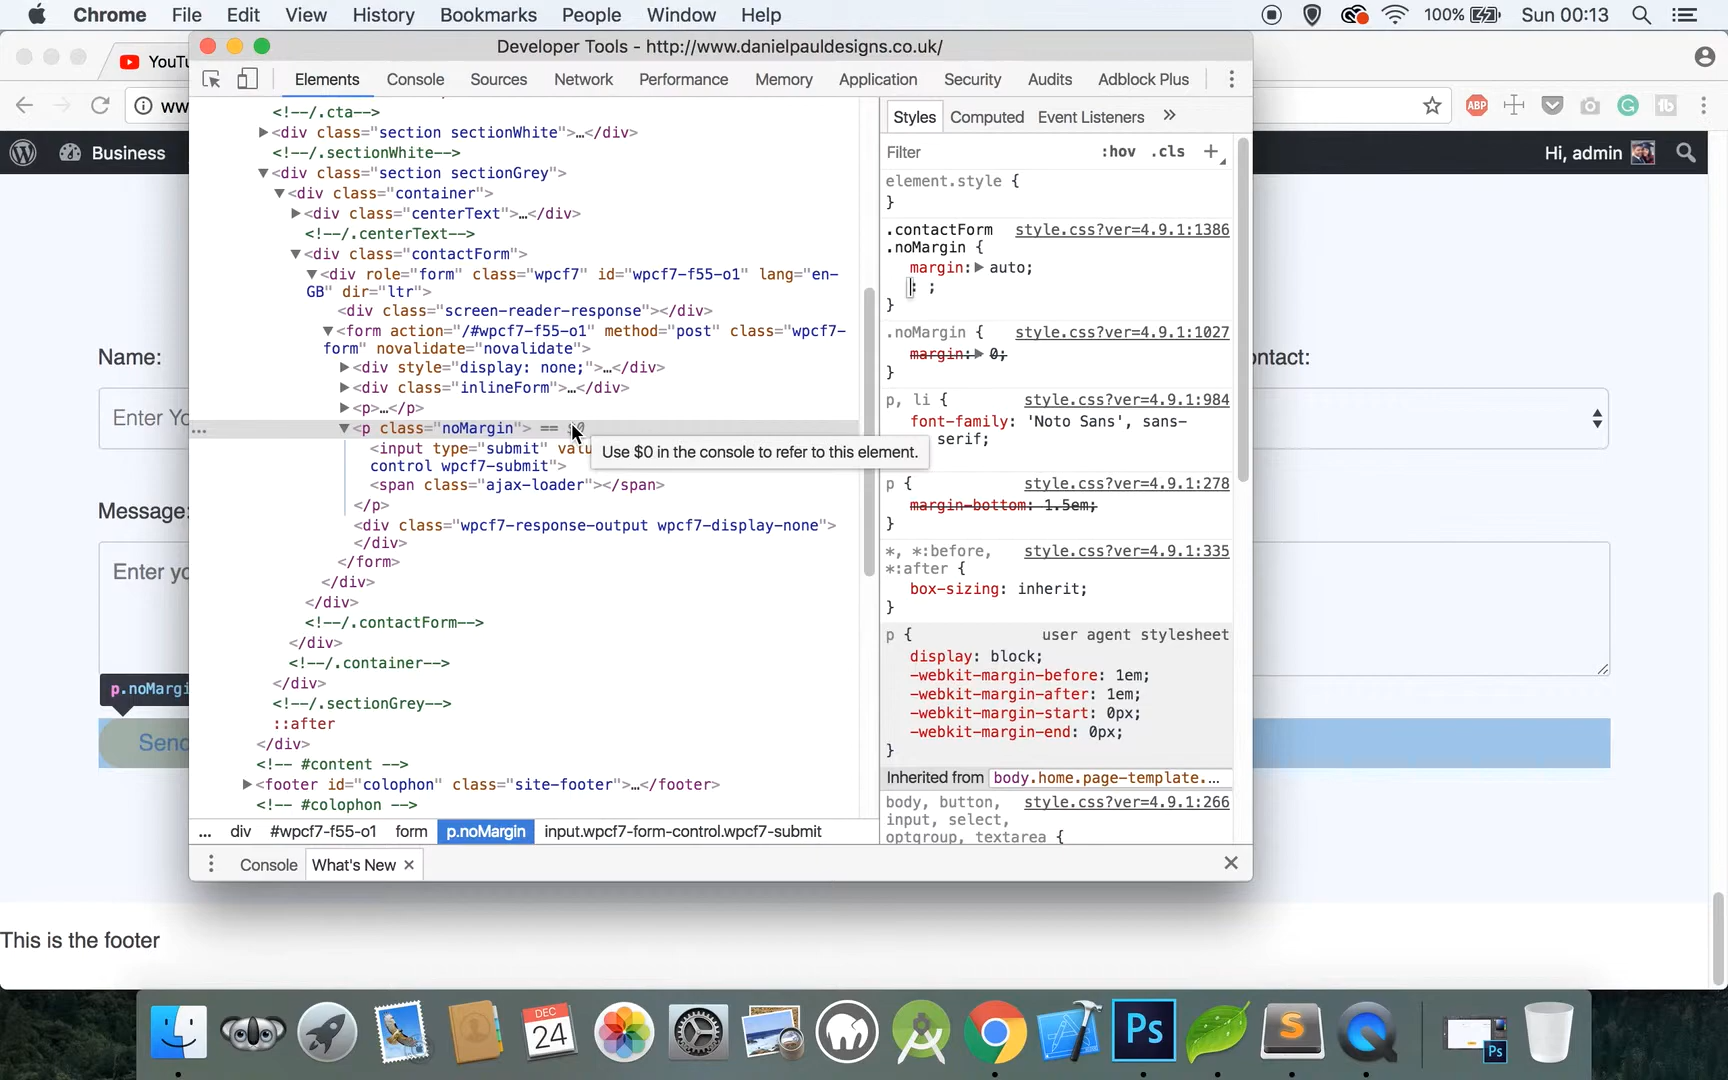 Chrome File Edit View History Bookmarks People Window Help 100% Sun 00:13
Developer Tools - http://www.danielpauldesigns.co.uk/
YouTu
Elements Console Sources Network Performance Memory Application Security Audits Adblock Plus
ww
ABP
Business
Hi, admin
<!--/.cta-->
<div class="section sectionWhite">…</div>
<!--/.sectionWhite-->
<div class="section sectionGrey">
<div class="container">
<div class="centerText">…</div>
<!--/.centerText-->
<div class="contactForm">
<div role="form" class="wpcf7" id="wpcf7-f55-o1" lang="en-
GB" dir="ltr">
<div class="screen-reader-response"></div>
<form action="/#wpcf7-f55-o1" method="post" class="wpcf7-
form" novalidate="novalidate">
<div style="display: none;">…</div>
<div class="inlineForm">…</div>
<p>…</p>
… <p class="noMargin"> == $0
<input type="submit" valu
control wpcf7-submit">
<span class="ajax-loader"></span>
</p>
<div class="wpcf7-response-output wpcf7-display-none">
</div>
</form>
</div>
</div>
<!--/.contactForm-->
</div>
<!--/.container-->
</div>
<!--/.sectionGrey-->
::after
</div>
<!-- #content -->
<footer id="colophon" class="site-footer">…</footer>
<!-- #colophon -->
Use $0 in the console to refer to this element.
Styles Computed Event Listeners »
Filter :hov .cls +
element.style {
}
.contactForm style.css?ver=4.9.1:1386
.noMargin {
margin: auto;
: ;
}
.noMargin { style.css?ver=4.9.1:1027
margin: 0;
}
p, li { style.css?ver=4.9.1:984
font-family: 'Noto Sans', sans-
serif;
p { style.css?ver=4.9.1:278
margin-bottom: 1.5em;
}
*, *:before, style.css?ver=4.9.1:335
*:after {
box-sizing: inherit;
}
p { user agent stylesheet
display: block;
-webkit-margin-before: 1em;
-webkit-margin-after: 1em;
-webkit-margin-start: 0px;
-webkit-margin-end: 0px;
}
Inherited from body.home.page-template.…
body, button, style.css?ver=4.9.1:266
input, select,
optgroup, textarea {
... div #wpcf7-f55-o1 form p.noMargin input.wpcf7-form-control.wpcf7-submit
Console What's New ×
Name:
Enter Yo
ontact:
Message:
Enter yo
p.noMargi
Send
This is the footer
DEC
24
Ps
S
Ps